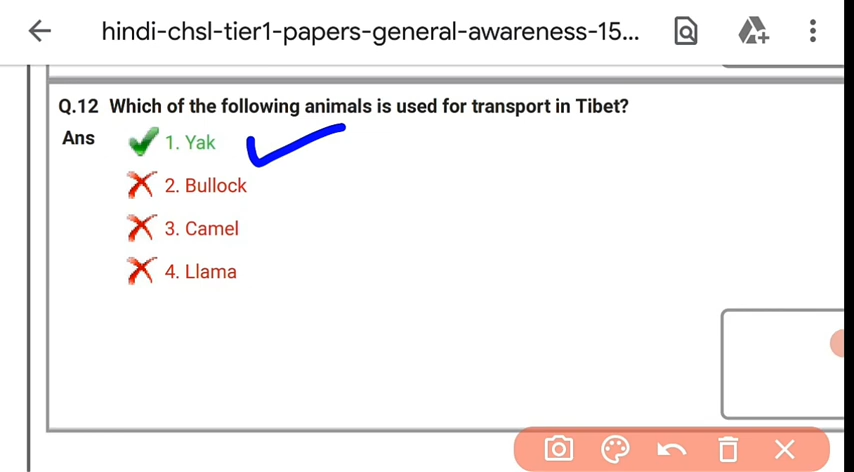 hindi-chsl-tier1-papers-general-awareness-15...
Q.12 Which of the following animals is used for transport in Tibet?
Ans 1. Yak
2. Bullock
3. Camel
4. Llama